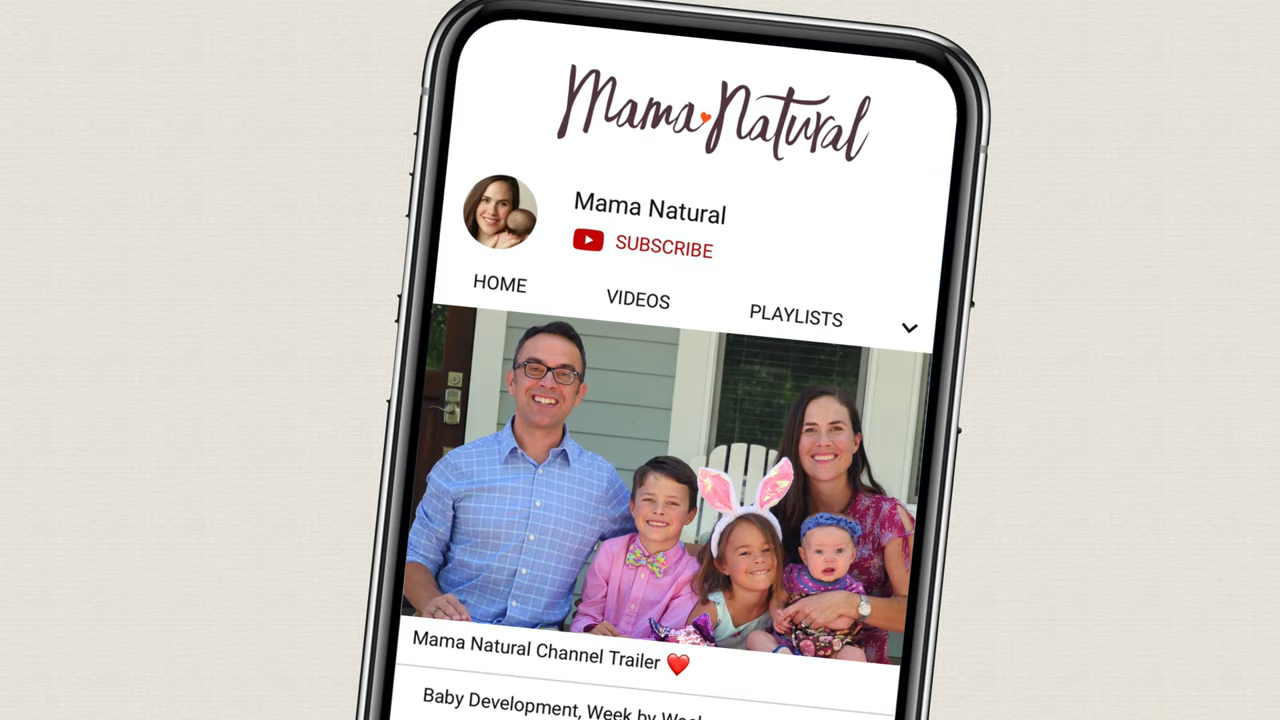 Mama Natural
Mama Natural
SUBSCRIBE
HOME
VIDEOS
PLAYLISTS
Mama Natural Channel Trailer ❤️
Baby Development, Week by